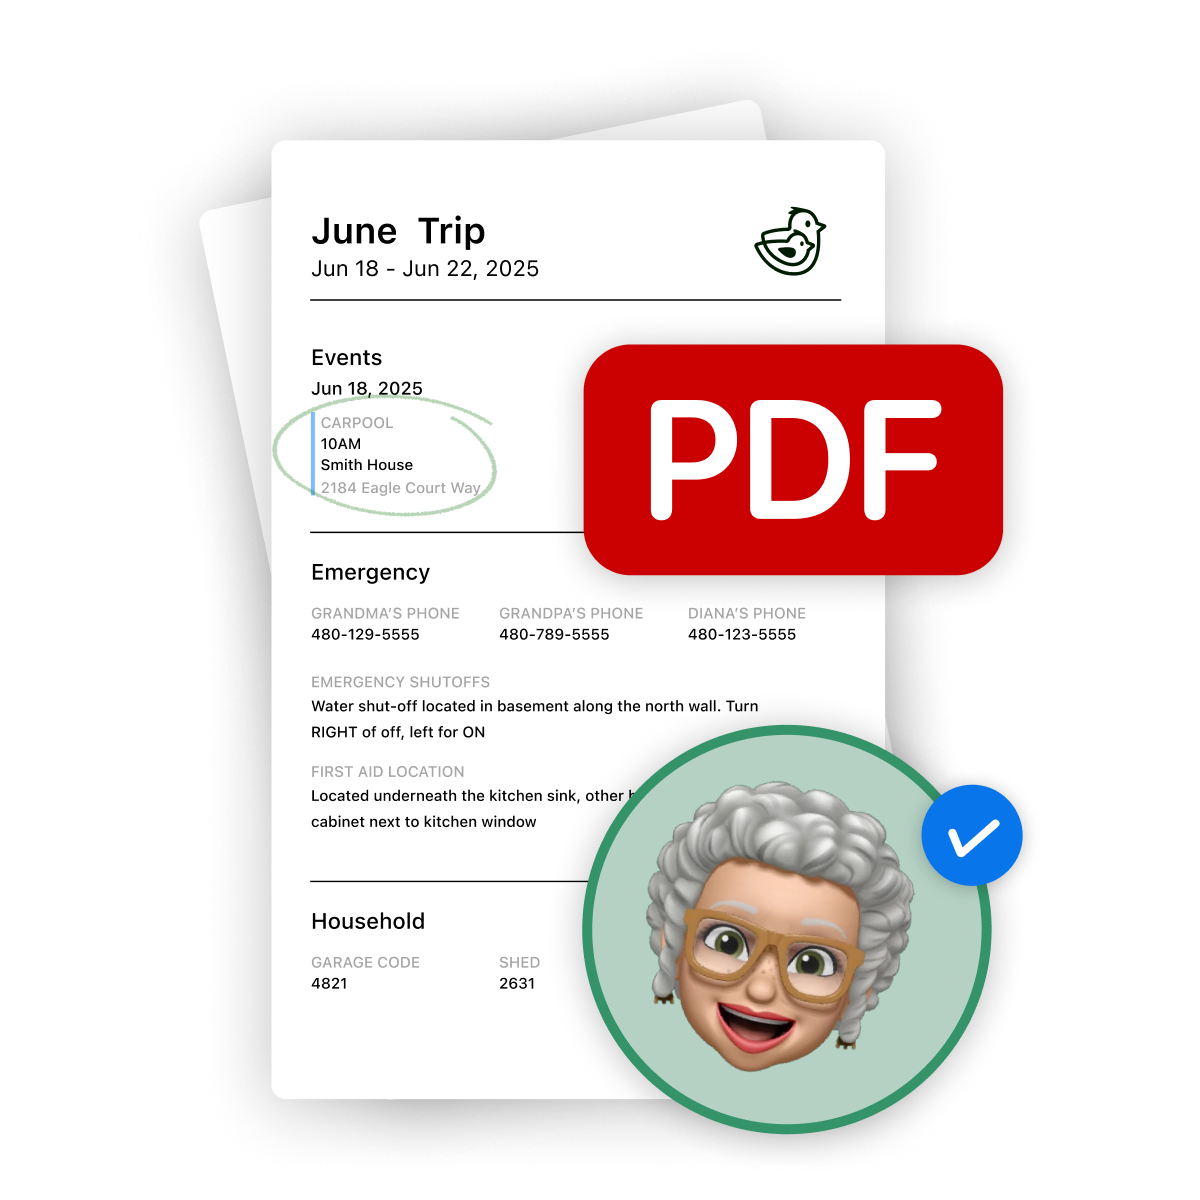 June Trip
Jun 18 - Jun 22, 2025
Events
Jun 18, 2025
CARPOOL
10AM
Smith House
2184 Eagle Court Way
PDF
Emergency
GRANDMA'S PHONE GRANDPA'S PHONE DIANA'S PHONE
480-129-5555 480-789-5555 480-123-5555
EMERGENCY SHUTOFFS
Water shut-off located in basement along the north wall. Turn
RIGHT of off, left for ON
FIRST AID LOCATION
Located underneath the kitchen sink, other
cabinet next to kitchen window
Household
GARAGE CODE SHED
4821 2631